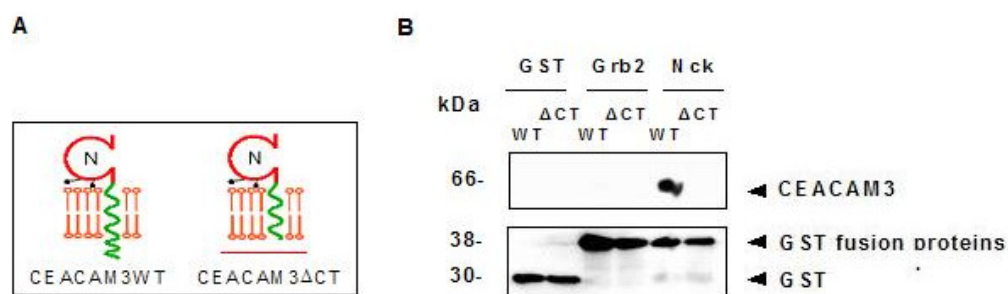 A
N
N
CEACAM3WT CEACAM3ΔCT
B
GST Grb2 Nck
kDa
WT ΔCT WT ΔCT WT ΔCT
66- CEACAM3
38- GST fusion proteins
30- GST